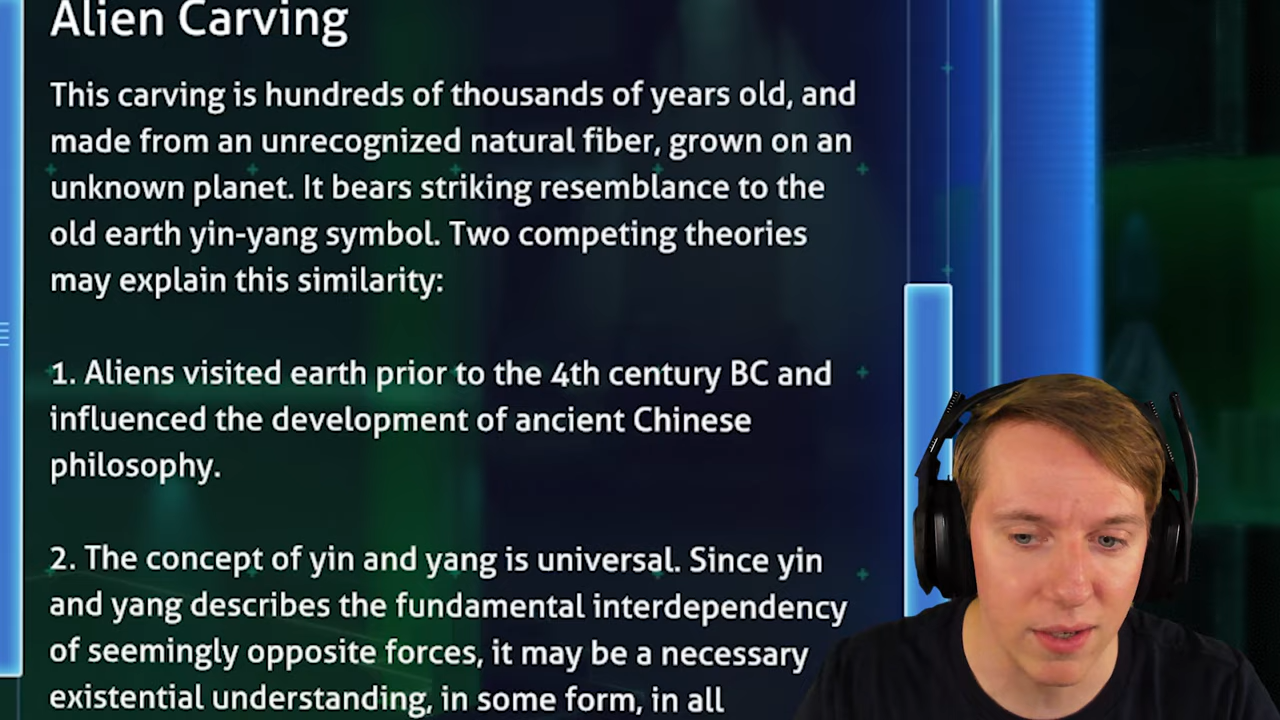 Alien Carving
This carving is hundreds of thousands of years old, and
made from an unrecognized natural fiber, grown on an
unknown planet. It bears striking resemblance to the
old earth yin-yang symbol. Two competing theories
may explain this similarity:
1. Aliens visited earth prior to the 4th century BC and
influenced the development of ancient Chinese
philosophy.
2. The concept of yin and yang is universal. Since yin
and yang describes the fundamental interdependency
of seemingly opposite forces, it may be a necessary
existential understanding, in some form, in all